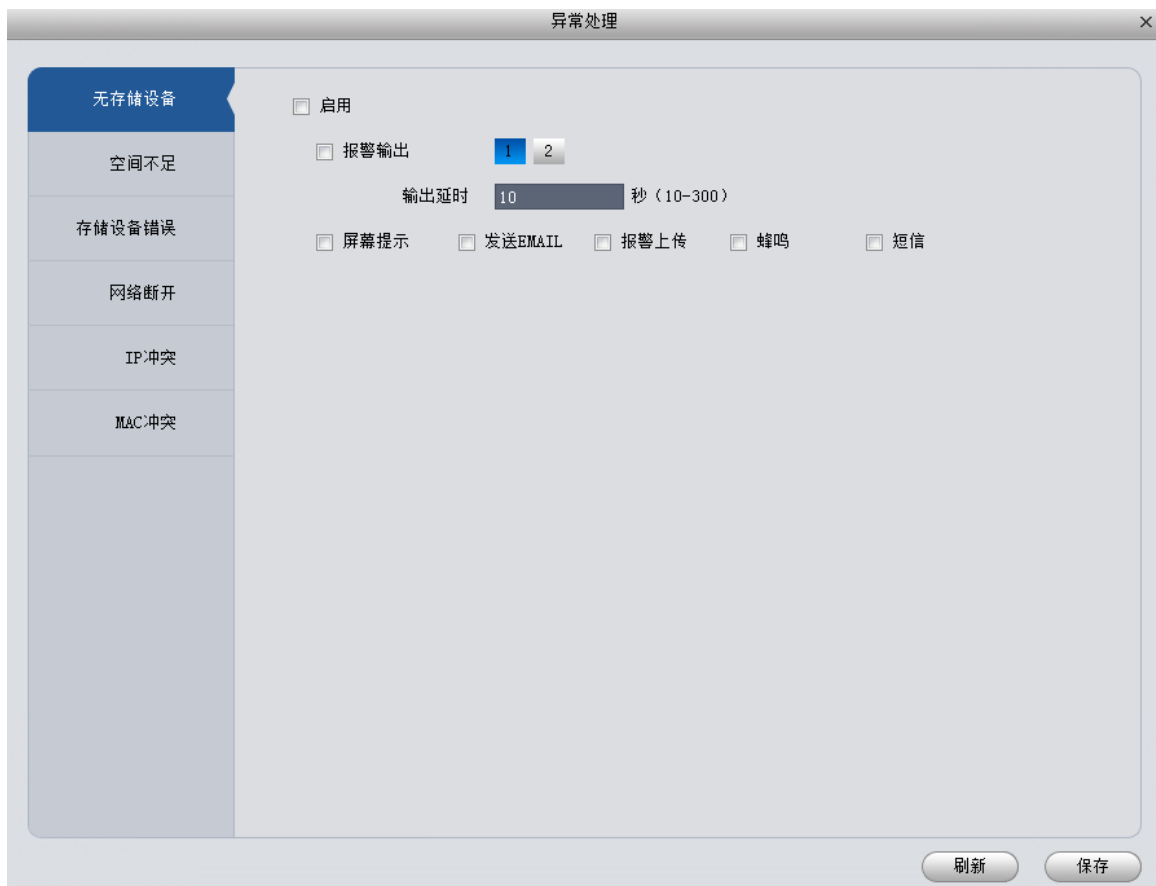 异常处理
无存储设备
空间不足
存储设备错误
网络断开
IP冲突
MAC冲突
启用
报警输出 1 2
输出延时 10 秒（10-300）
屏幕提示 发送EMAIL 报警上传 蜂鸣 短信
刷新 保存